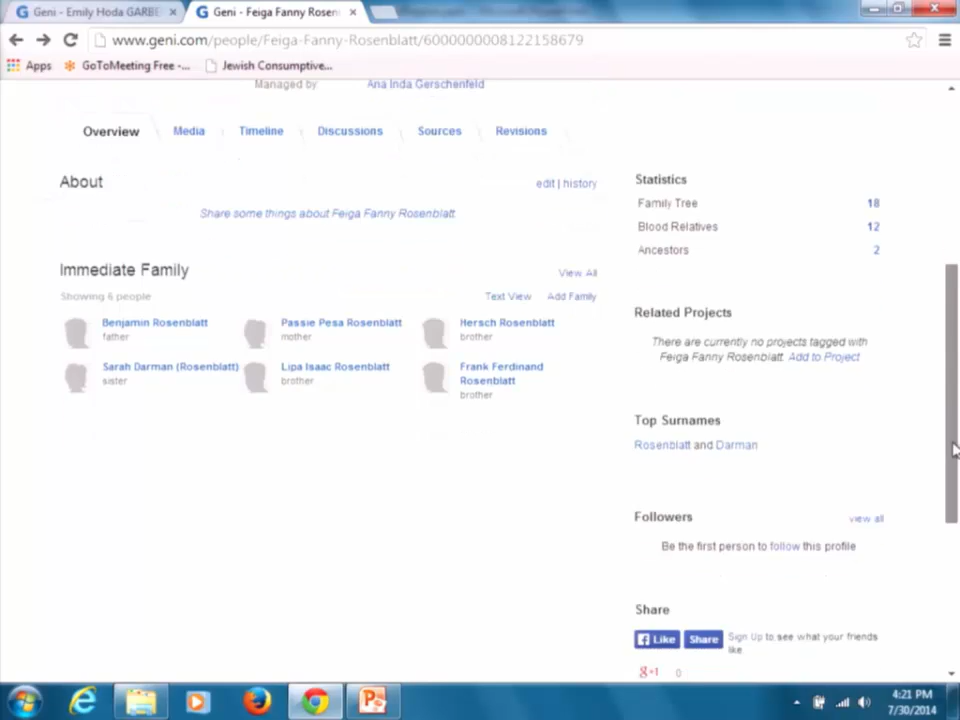 Geni - Emily Hoda GARBE
Geni - Feiga Fanny Rosen
www.geni.com/people/Feiga-Fanny-Rosenblatt/6000000008122158679
Apps GoToMeeting Free -... Jewish Consumptive...
Managed by Ana Inda Gerschenfeld
Overview Media Timeline Discussions Sources Revisions
About edit | history
Share some things about Feiga Fanny Rosenblatt
Immediate Family View All
Showing 6 people Text View Add Family
Benjamin Rosenblatt
father
Passie Pesa Rosenblatt
mother
Hersch Rosenblatt
brother
Sarah Darman (Rosenblatt)
sister
Lipa Isaac Rosenblatt
brother
Frank Ferdinand
Rosenblatt
brother
Statistics
Family Tree 18
Blood Relatives 12
Ancestors 2
Related Projects
There are currently no projects tagged with
Feiga Fanny Rosenblatt. Add to Project
Top Surnames
Rosenblatt and Darman
Followers view all
Be the first person to follow this profile
Share
Like Share Sign Up to see what your friends
like.
g+1 0
4:21 PM
7/30/2014